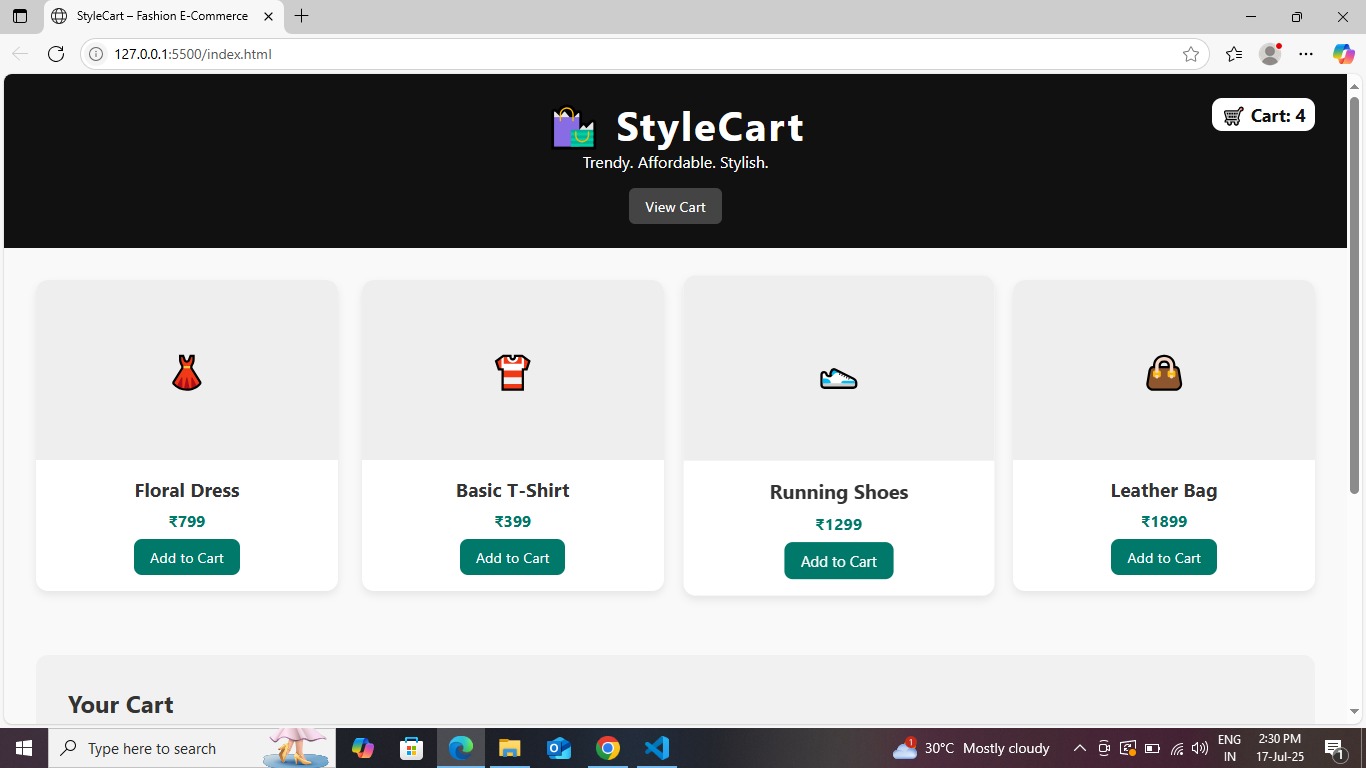 StyleCart – Fashion E-Commerce
127.0.0.1:5500/index.html
StyleCart
Cart: 4
Trendy. Affordable. Stylish.
View Cart
Floral Dress
₹799
Add to Cart
Basic T-Shirt
₹399
Add to Cart
Running Shoes
₹1299
Add to Cart
Leather Bag
₹1899
Add to Cart
Your Cart
Type here to search
1
30°C Mostly cloudy
ENG
IN
2:30 PM
17-Jul-25
1